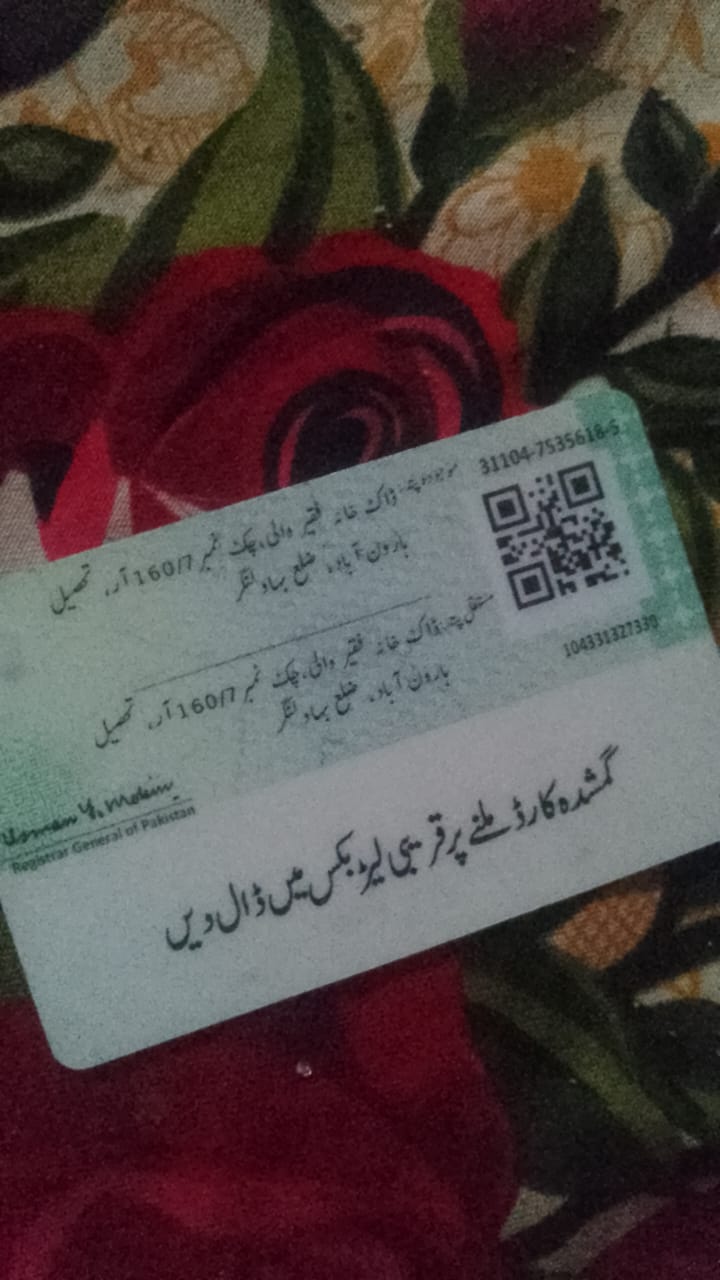 31104-7535618-5
موجودہ پتہ: ڈاک خانہ فقیر والی، چک نمبر 160/7 آر، تحصیل
ہارون آباد، ضلع بہاولنگر
مستقل پتہ: ڈاک خانہ فقیر والی، چک نمبر 160/7 آر، تحصیل
ہارون آباد، ضلع بہاولنگر
104331327330
Usman Y. Mobin
Registrar General of Pakistan
گمشدہ کارڈ ملنے پر قریبی لیٹر بکس میں ڈال دیں